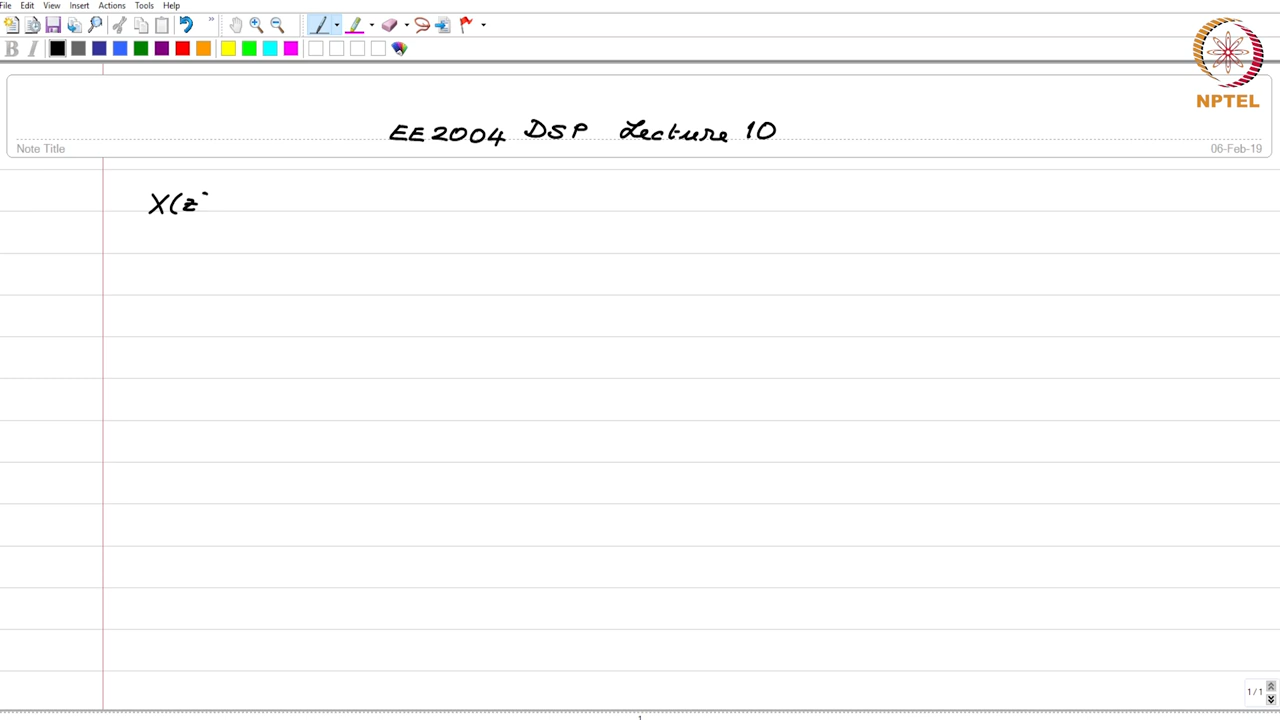 File Edit View Insert Actions Tools Help
NPTEL
EE2004 DSP Lecture 10
Note Title
06-Feb-19
X(z
1/1
1